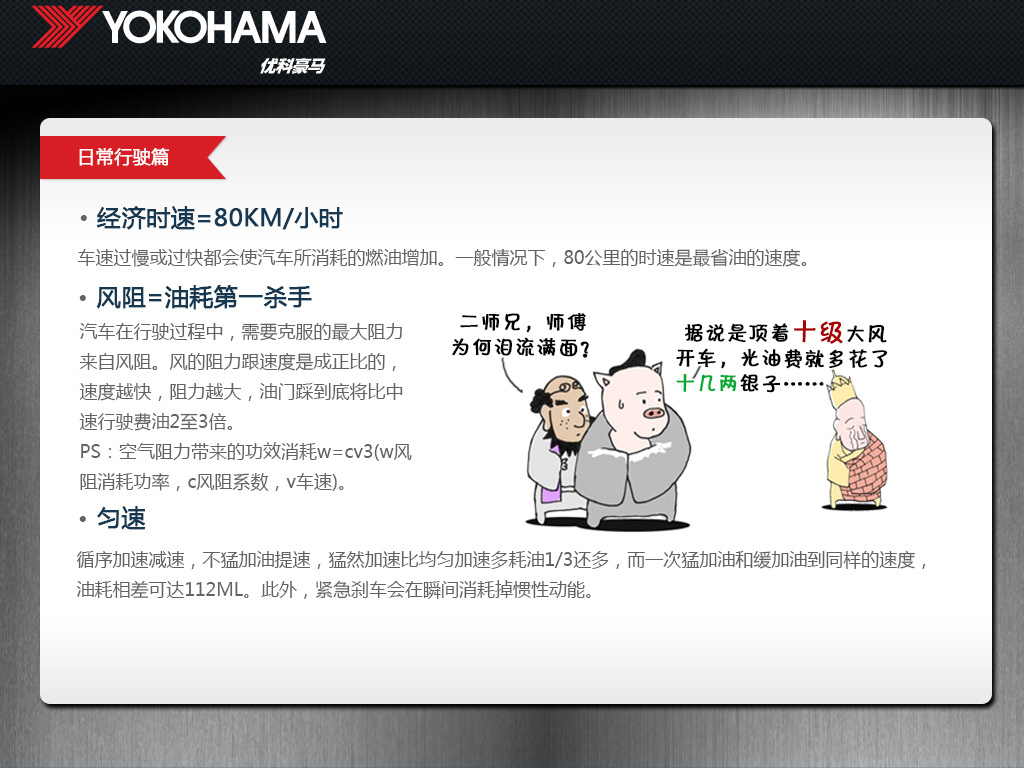 YOKOHAMA
优科豪马
日常行驶篇
• 经济时速=80KM/小时
车速过慢或过快都会使汽车所消耗的燃油增加。一般情况下，80公里的时速是最省油的速度。
• 风阻=油耗第一杀手
汽车在行驶过程中，需要克服的最大阻力
来自风阻。风的阻力跟速度是成正比的，
速度越快，阻力越大，油门踩到底将比中
速行驶费油2至3倍。
PS：空气阻力带来的功效消耗w=cv3(w风
阻消耗功率，c风阻系数，v车速)。
二师兄，师傅
为何泪流满面?
据说是顶着十级大风
开车，光油费就多花了
十几两银子……
• 匀速
循序加速减速，不猛加油提速，猛然加速比均匀加速多耗油1/3还多，而一次猛加油和缓加油到同样的速度，
油耗相差可达112ML。此外，紧急刹车会在瞬间消耗掉惯性动能。